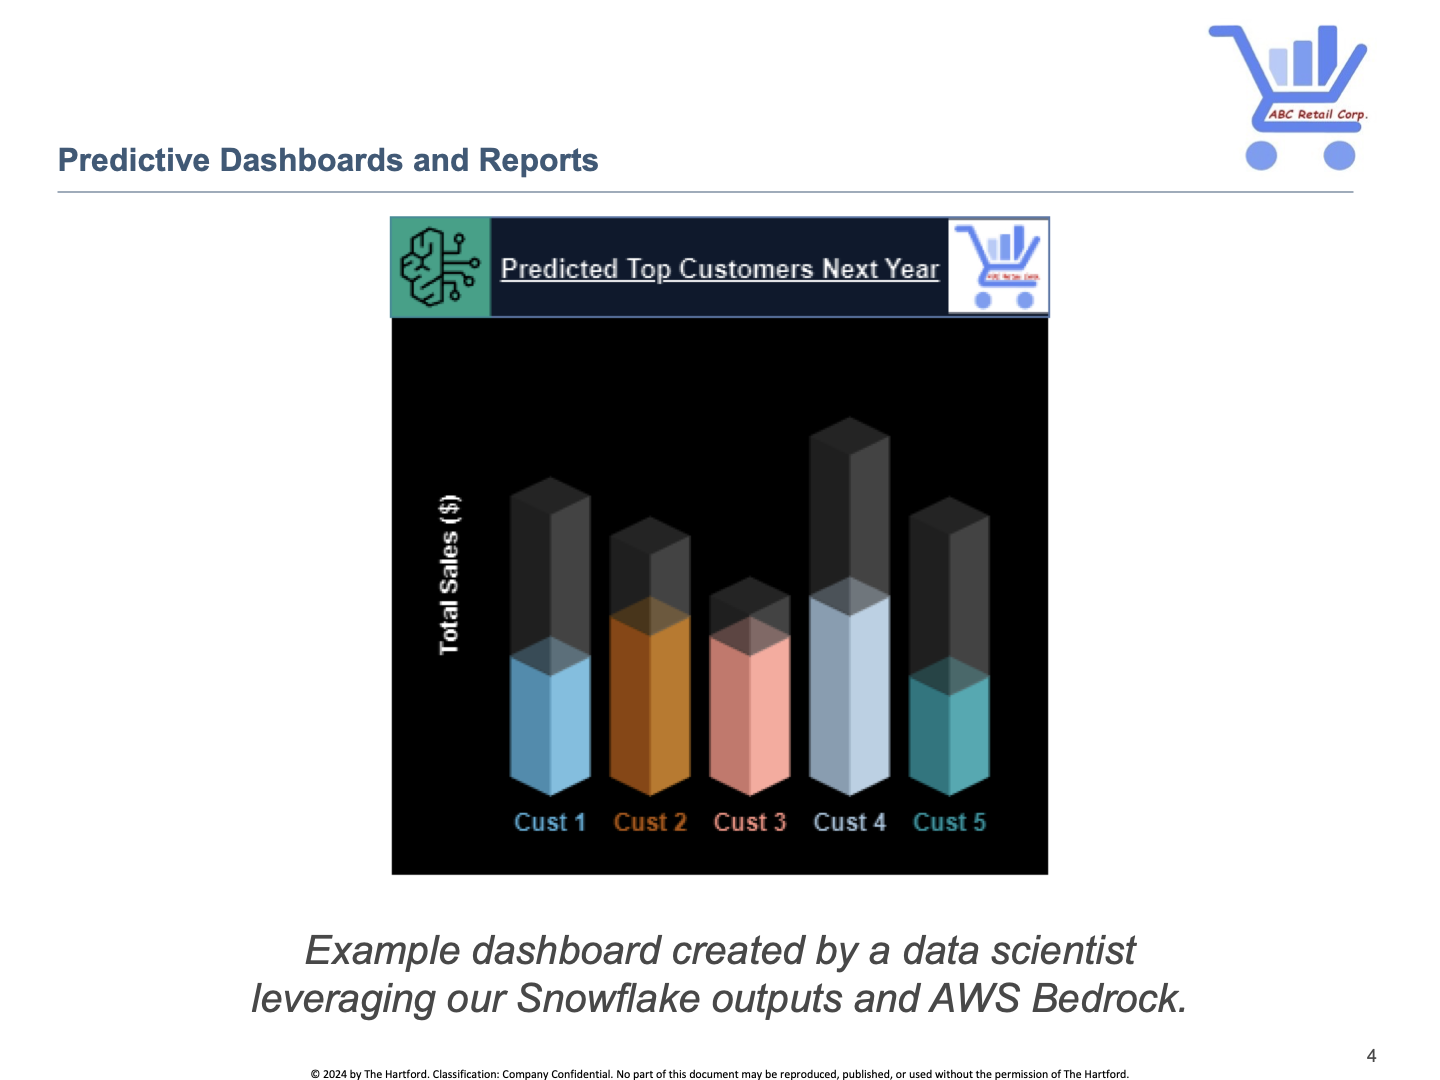 ABC Retail Corp.
Predictive Dashboards and Reports
Predicted Top Customers Next Year
ABC Retail Corp.
Total Sales ($)
Cust 1 Cust 2 Cust 3 Cust 4 Cust 5
Example dashboard created by a data scientist
leveraging our Snowflake outputs and AWS Bedrock.
4
© 2024 by The Hartford. Classification: Company Confidential. No part of this document may be reproduced, published, or used without the permission of The Hartford.